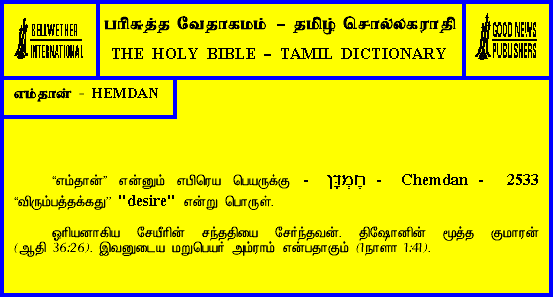 BELLWETHER
INTERNATIONAL
பரிசுத்த வேதாகமம் – தமிழ் சொல்லகராதி
THE HOLY BIBLE – TAMIL DICTIONARY
GOOD NEWS
PUBLISHERS
எம்தான் - HEMDAN
“எம்தான்” என்னும் எபிரெய பெயருக்கு - חֶמְדָּן - Chemdan - 2533
“விரும்பத்தக்கது” "desire" என்று பொருள்.
ஓரியனாகிய சேயீரின் சந்ததியை சேர்ந்தவன். திஷோனின் மூத்த குமாரன்
(ஆதி 36:26). இவனுடைய மறுபெயர் அம்ராம் என்பதாகும் (1நாளா 1:41).